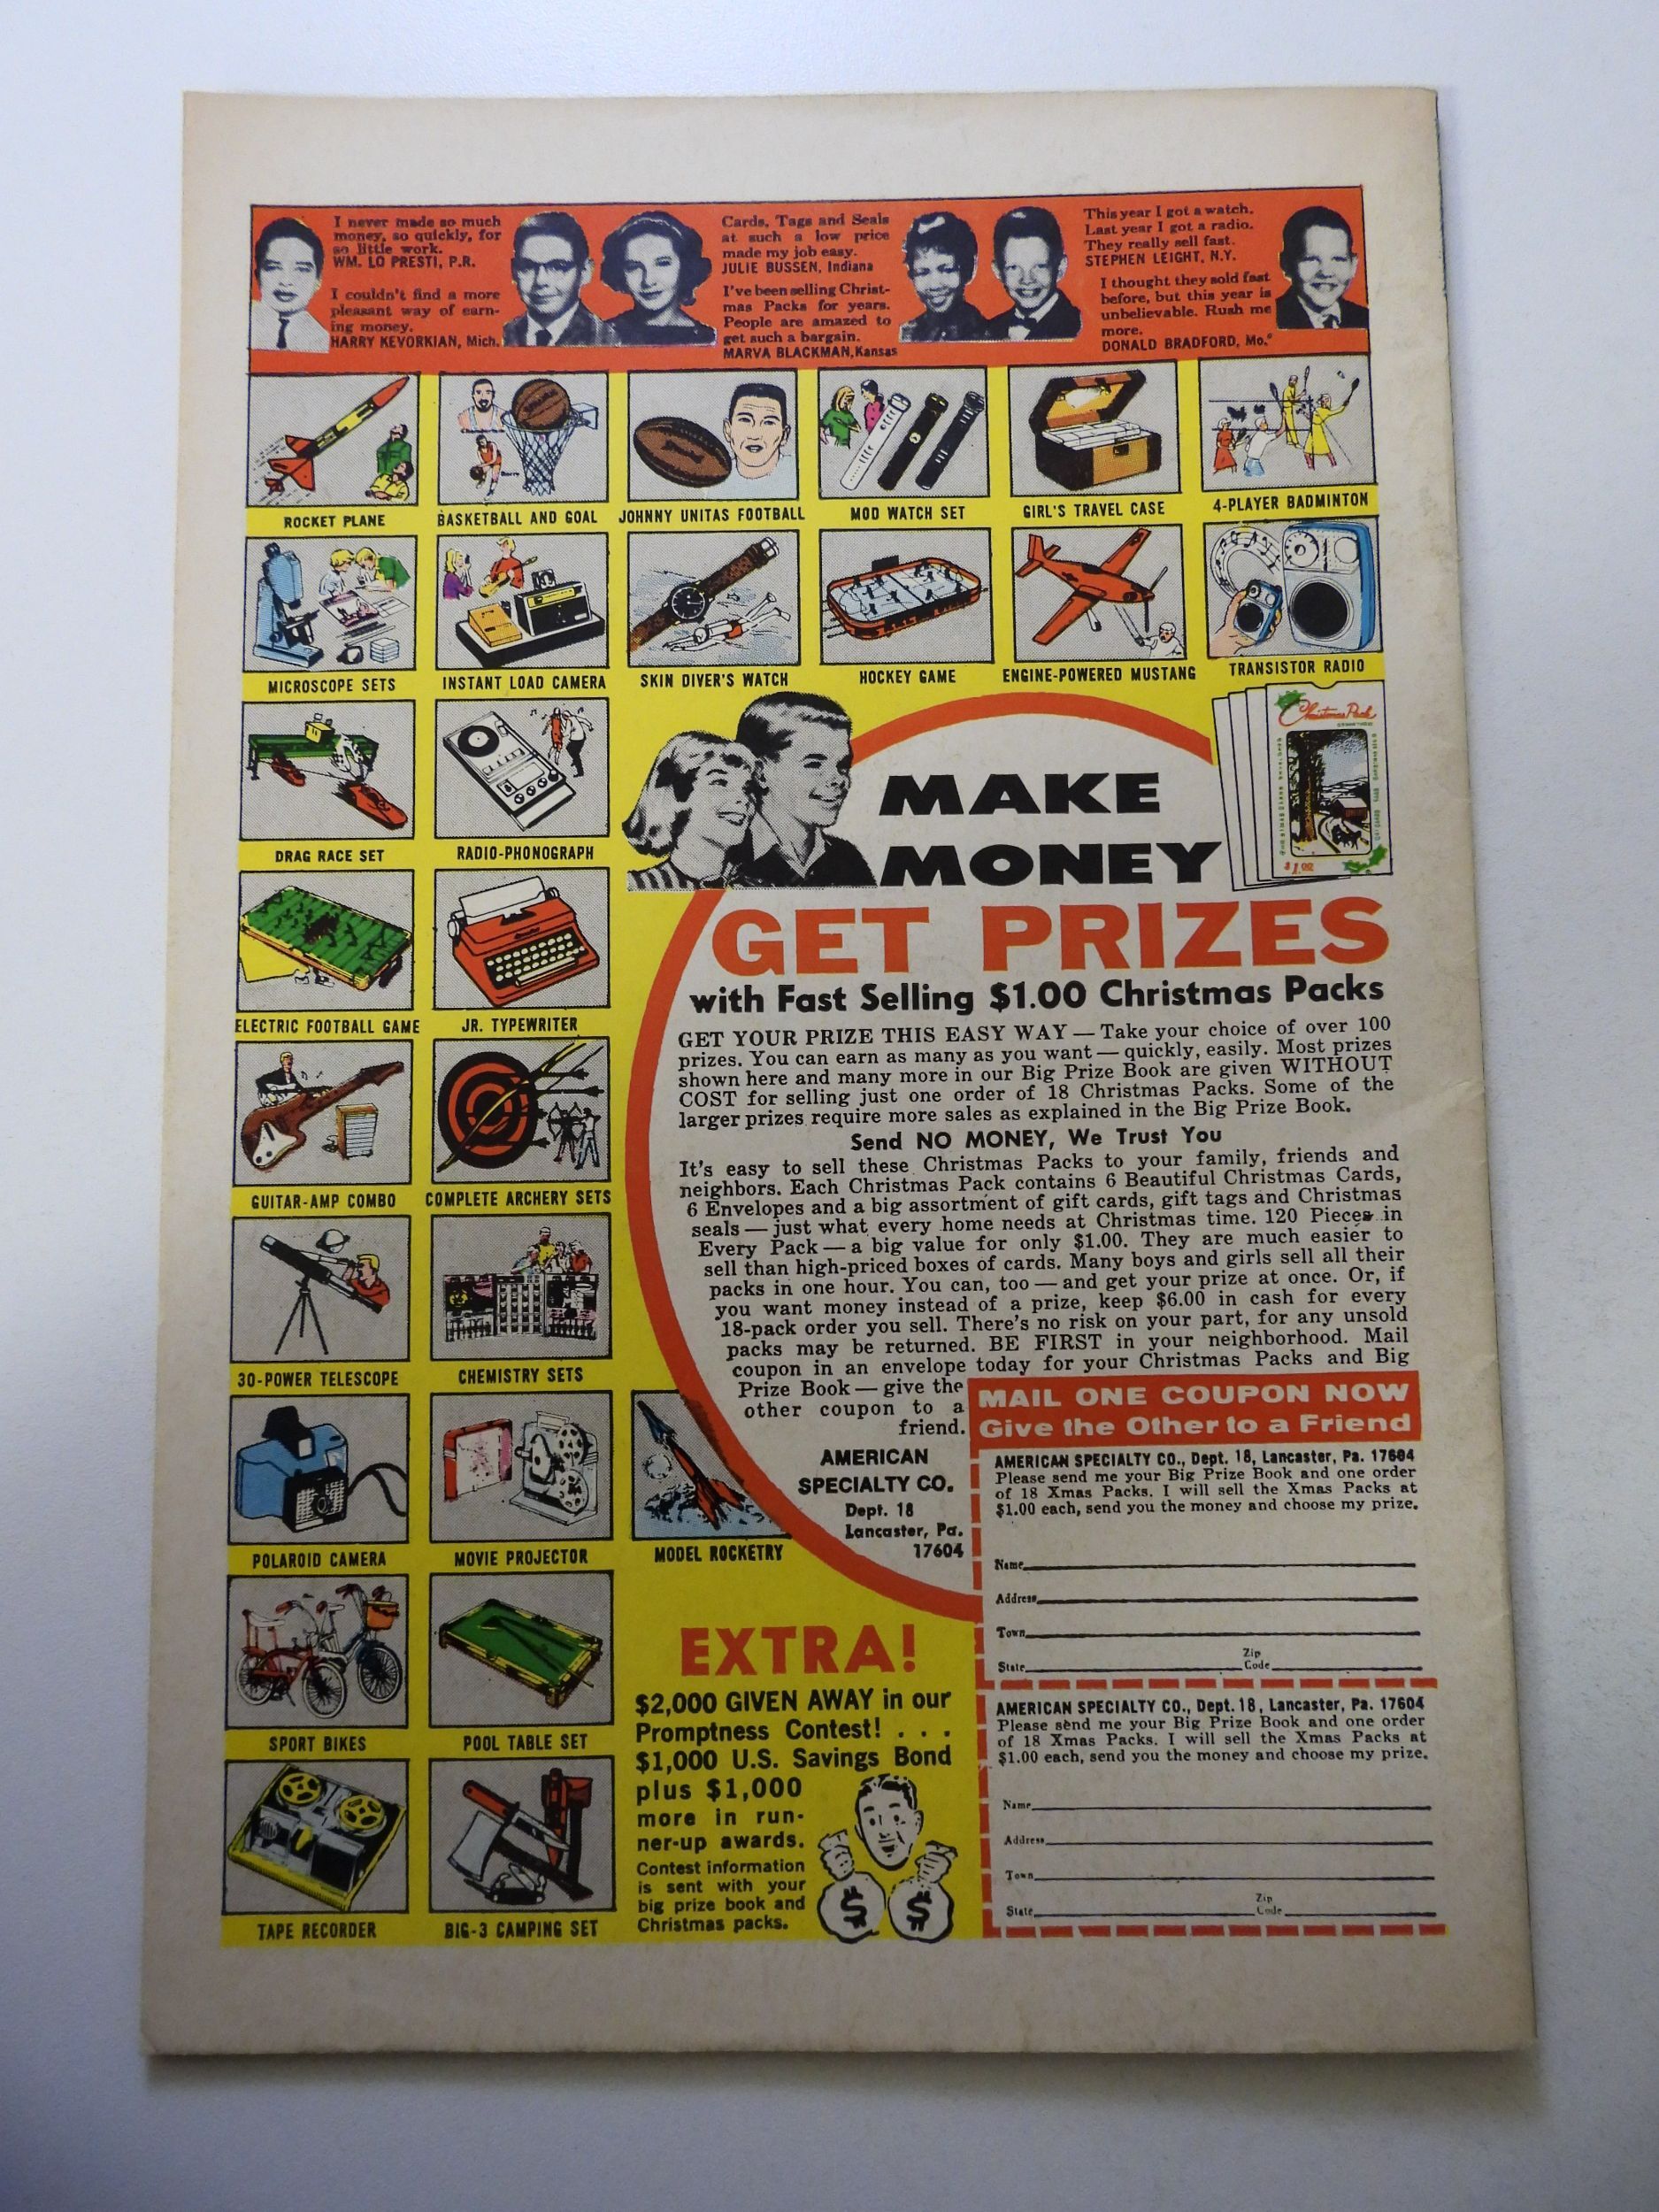 I never made so much
money, so quickly, for
so little work.
WM. LO PRESTI, P.R.
I couldn't find a more
pleasant way of earn-
ing money.
HARRY KEVORKIAN, Mich.
Cards, Tags and Seals
at such a low price
made my job easy.
JULIE BUSSEN, Indiana
I've been selling Christ-
mas Packs for years.
People are amazed to
get such a bargain.
MARVA BLACKMAN, Kansas
This year I got a watch.
Last year I got a radio.
They really sell fast.
STEPHEN LEIGHT, N.Y.
I thought they sold fast
before, but this year is
unbelievable. Rush me
more.
DONALD BRADFORD, Mo."
ROCKET PLANE
BASKETBALL AND GOAL
JOHNNY UNITAS FOOTBALL
MOD WATCH SET
GIRL'S TRAVEL CASE
4-PLAYER BADMINTON
MICROSCOPE SETS
INSTANT LOAD CAMERA
SKIN DIVER'S WATCH
HOCKEY GAME
ENGINE-POWERED MUSTANG
TRANSISTOR RADIO
DRAG RACE SET
RADIO-PHONOGRAPH
ELECTRIC FOOTBALL GAME
JR. TYPEWRITER
GUITAR-AMP COMBO
COMPLETE ARCHERY SETS
30-POWER TELESCOPE
CHEMISTRY SETS
POLAROID CAMERA
MOVIE PROJECTOR
MODEL ROCKETRY
SPORT BIKES
POOL TABLE SET
TAPE RECORDER
BIG-3 CAMPING SET
Christmas Pack
$1.00
MAKE
MONEY
GET PRIZES
with Fast Selling $1.00 Christmas Packs
GET YOUR PRIZE THIS EASY WAY — Take your choice of over 100
prizes. You can earn as many as you want — quickly, easily. Most prizes
shown here and many more in our Big Prize Book are given WITHOUT
COST for selling just one order of 18 Christmas Packs. Some of the
larger prizes require more sales as explained in the Big Prize Book.
Send NO MONEY, We Trust You
It's easy to sell these Christmas Packs to your family, friends and
neighbors. Each Christmas Pack contains 6 Beautiful Christmas Cards,
6 Envelopes and a big assortment of gift cards, gift tags and Christmas
seals — just what every home needs at Christmas time. 120 Pieces in
Every Pack — a big value for only $1.00. They are much easier to
sell than high-priced boxes of cards. Many boys and girls sell all their
packs in one hour. You can, too — and get your prize at once. Or, if
you want money instead of a prize, keep $6.00 in cash for every
18-pack order you sell. There's no risk on your part, for any unsold
packs may be returned. BE FIRST in your neighborhood. Mail
coupon in an envelope today for your Christmas Packs and Big
Prize Book — give the
other coupon to a
friend.
AMERICAN
SPECIALTY CO.
Dept. 18
Lancaster, Pa.
17604
MAIL ONE COUPON NOW
Give the Other to a Friend
AMERICAN SPECIALTY CO., Dept. 18, Lancaster, Pa. 17604
Please send me your Big Prize Book and one order
of 18 Xmas Packs. I will sell the Xmas Packs at
$1.00 each, send you the money and choose my prize.
Name
Address
Town
State Zip Code
AMERICAN SPECIALTY CO., Dept. 18, Lancaster, Pa. 17604
Please send me your Big Prize Book and one order
of 18 Xmas Packs. I will sell the Xmas Packs at
$1.00 each, send you the money and choose my prize.
Name
Address
Town
State Zip Code
EXTRA!
$2,000 GIVEN AWAY in our
Promptness Contest! . . .
$1,000 U.S. Savings Bond
plus $1,000
more in run-
ner-up awards.
Contest information
is sent with your
big prize book and
Christmas packs.
$ $